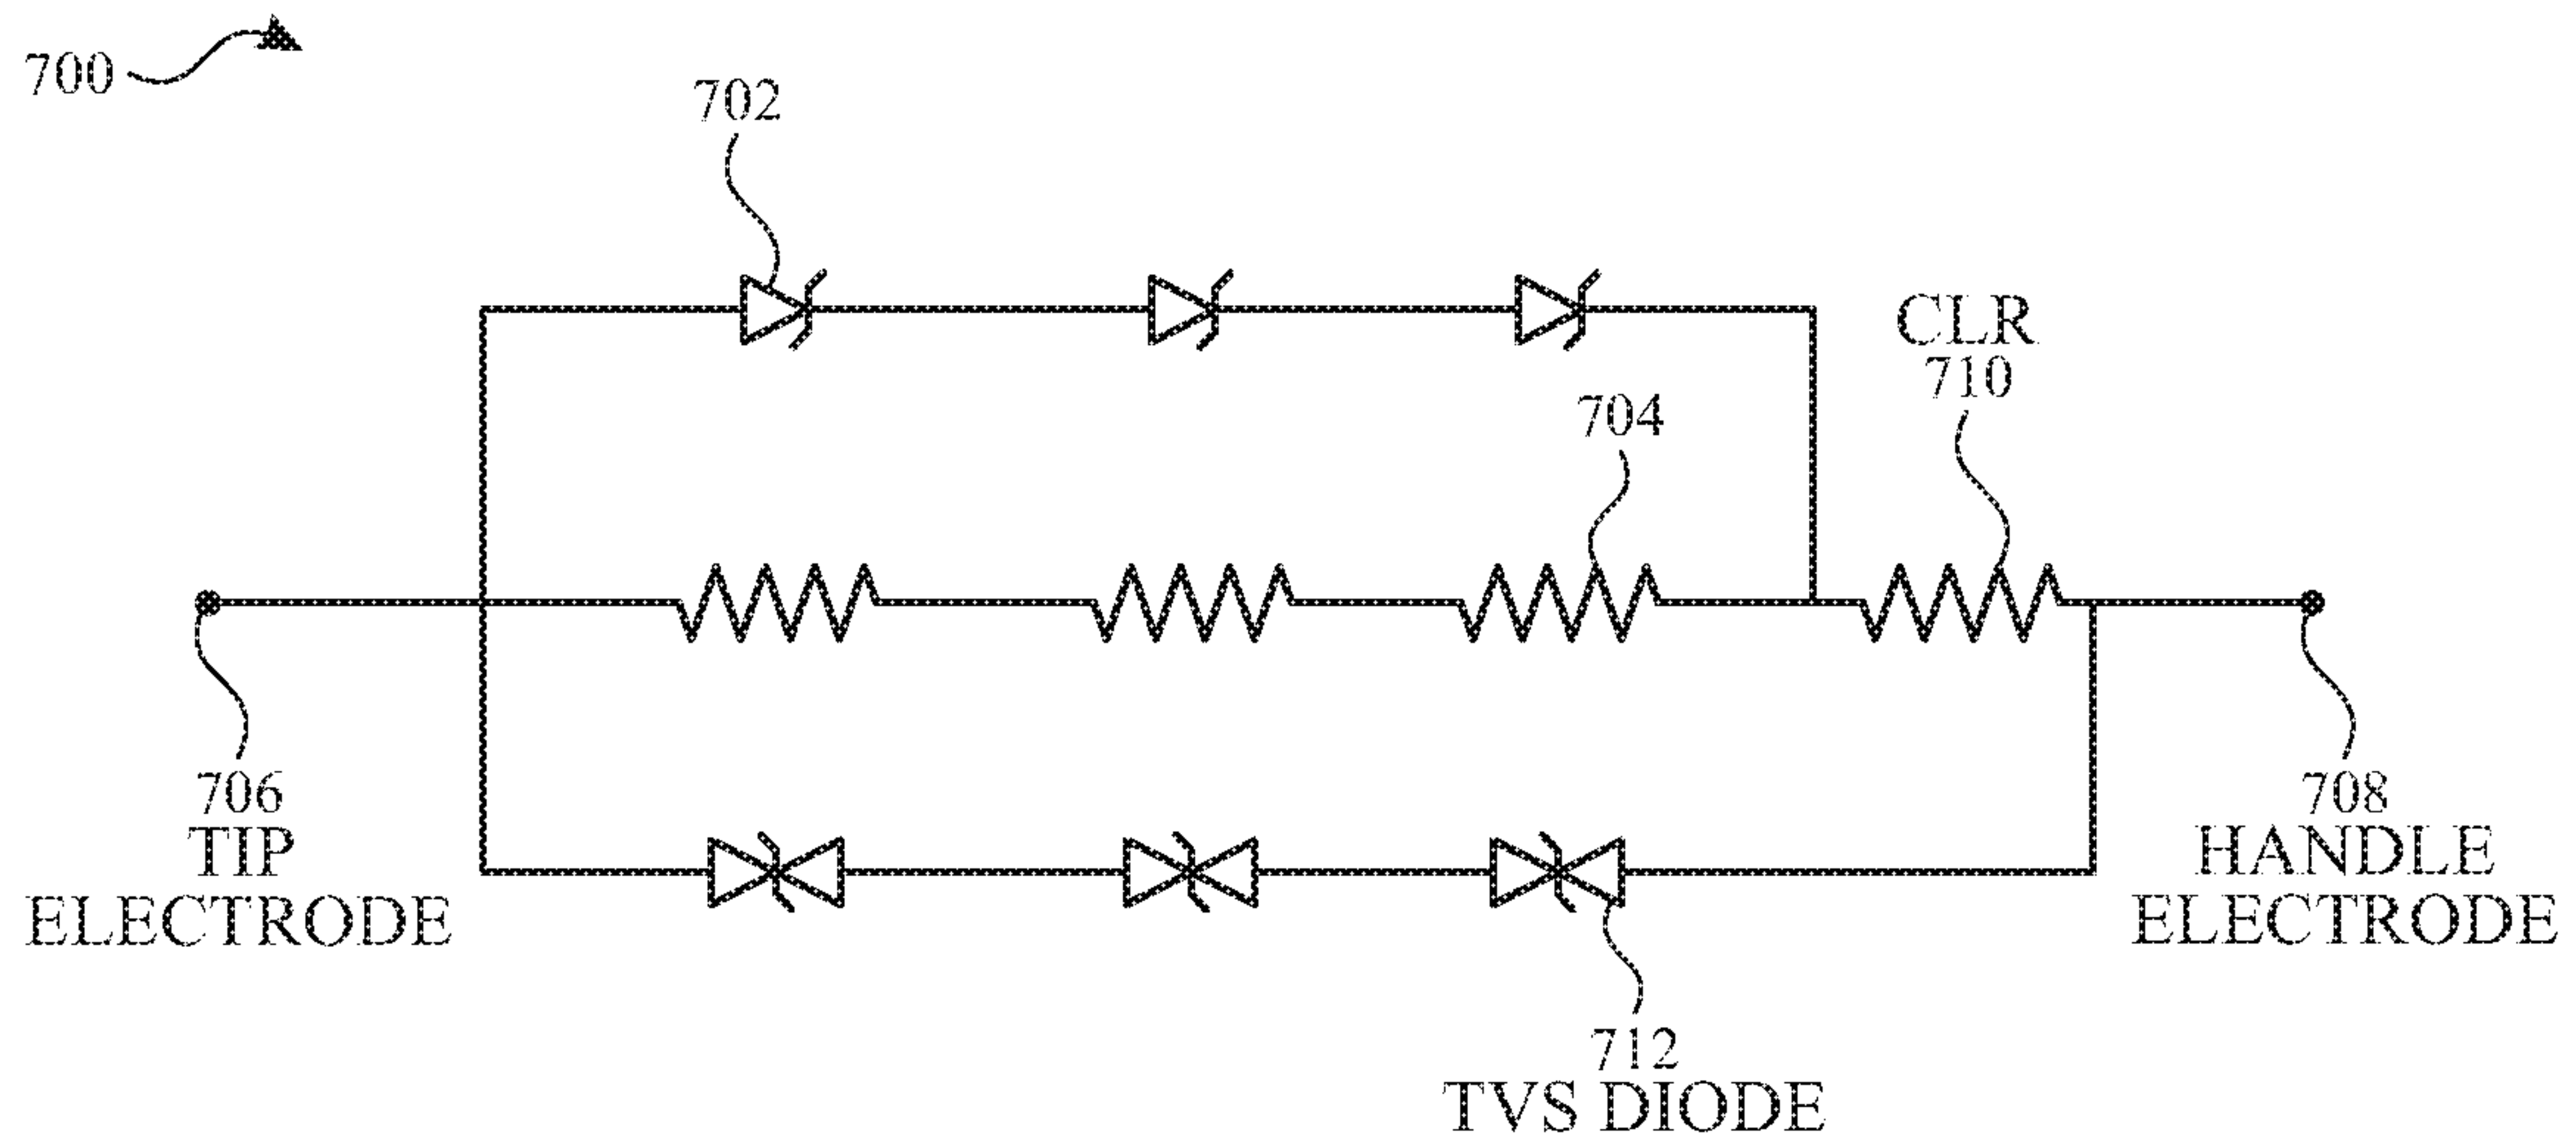 700
702
CLR
710
704
706
TIP
ELECTRODE
708
HANDLE
ELECTRODE
712
TVS DIODE